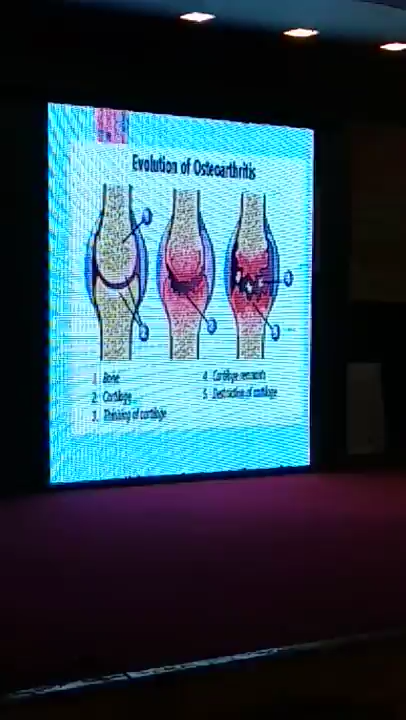 Evolution of Osteoarthritis
1. Bone
2. Cartilage
3. Thinning of cartilage
4. Cartilage remnants
5. Destruction of cartilage